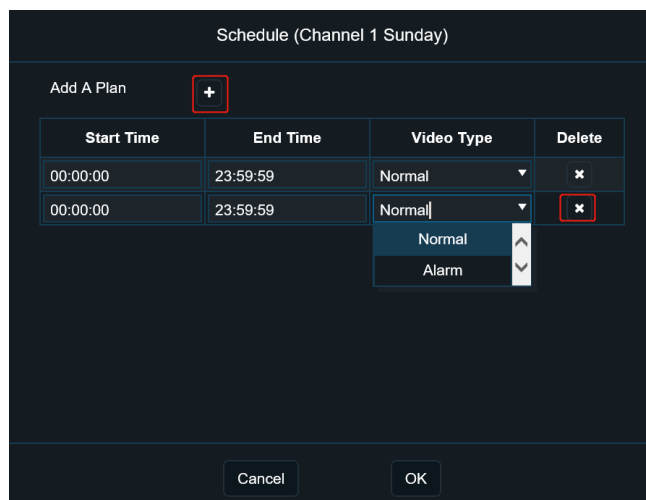 Schedule (Channel 1 Sunday)
Add A Plan +
Start Time End Time Video Type Delete
00:00:00 23:59:59 Normal
00:00:00 23:59:59 Normal
Normal
Alarm
Cancel OK